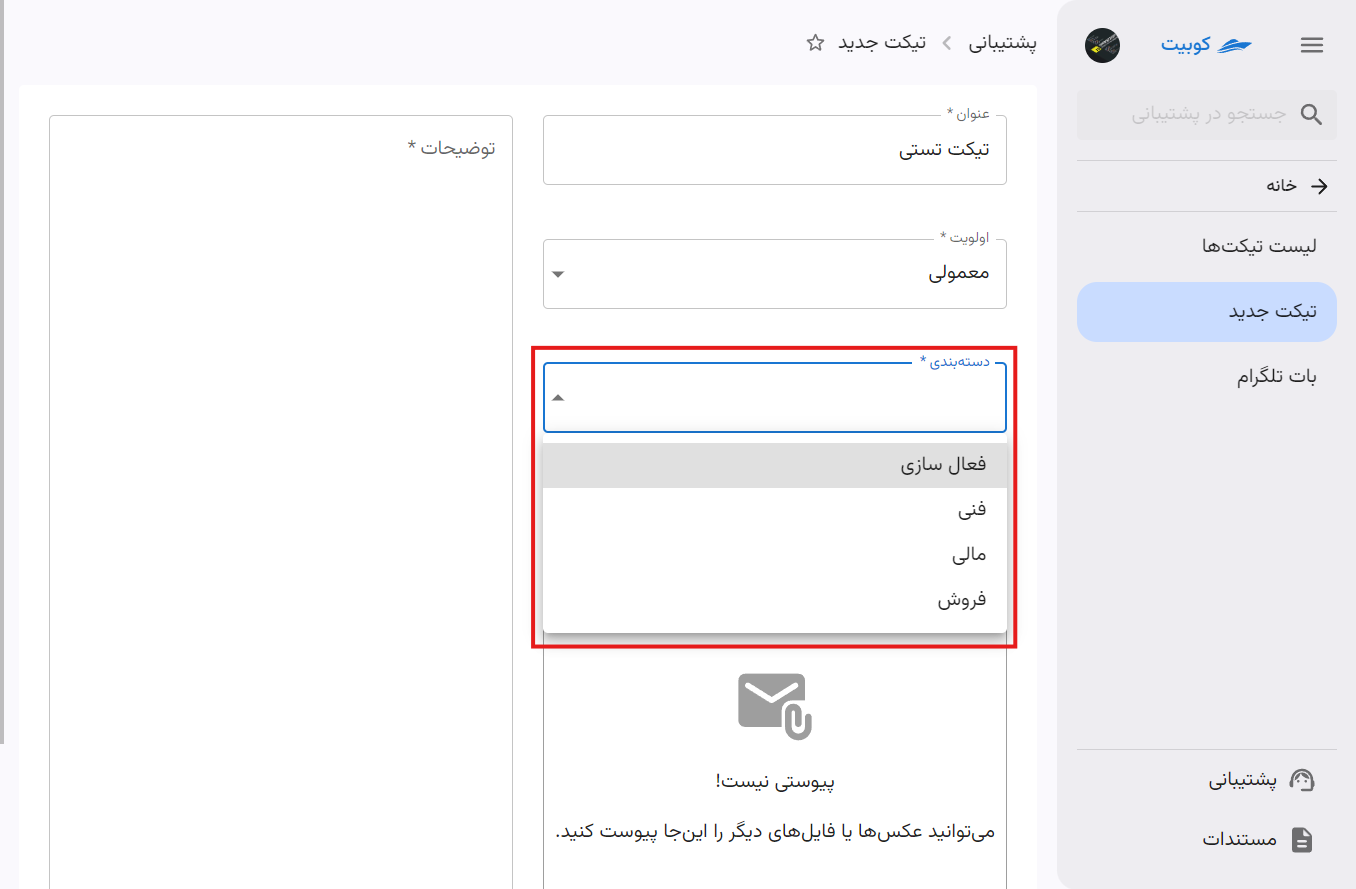 کوبیت
جستجو در پشتیبانی
خانه
لیست تیکت‌ها
تیکت جدید
بات تلگرام
پشتیبانی
مستندات
پشتیبانی
تیکت جدید
عنوان *
تیکت تستی
اولویت *
معمولی
دسته‌بندی *
فعال سازی
فنی
مالی
فروش
پیوستی نیست!
می‌توانید عکس‌ها یا فایل‌های دیگر را این‌جا پیوست کنید.
توضیحات *